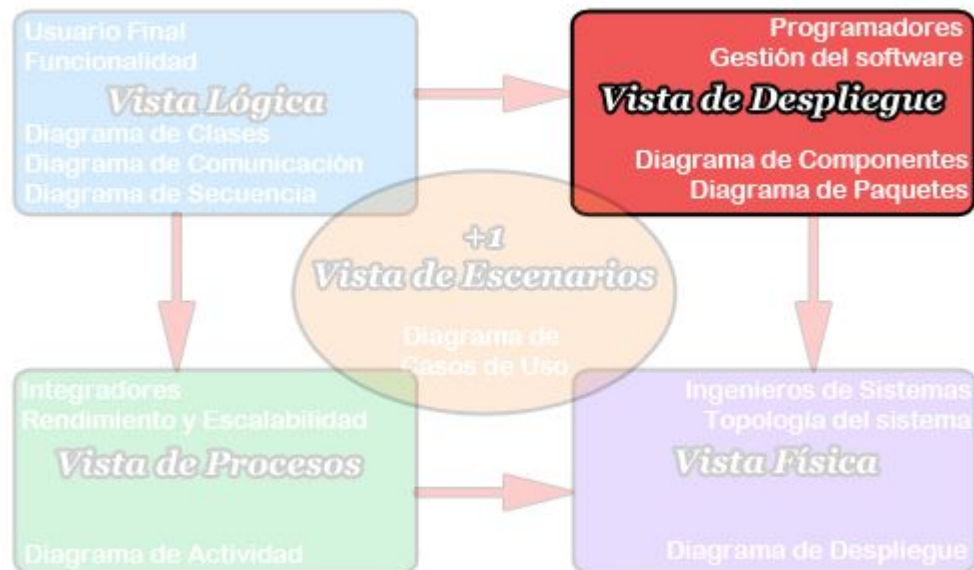 Usuario Final
Funcionalidad
Vista Lógica
Diagrama de Clases
Diagrama de Comunicación
Diagrama de Secuencia
Programadores
Gestión del software
Vista de Despliegue
Diagrama de Componentes
Diagrama de Paquetes
+1
Vista de Escenarios
Diagrama de
Casos de Uso
Integradores
Rendimiento y Escalabilidad
Vista de Procesos
Diagrama de Actividad
Ingenieros de Sistemas
Topología del sistema
Vista Física
Diagrama de Despliegue